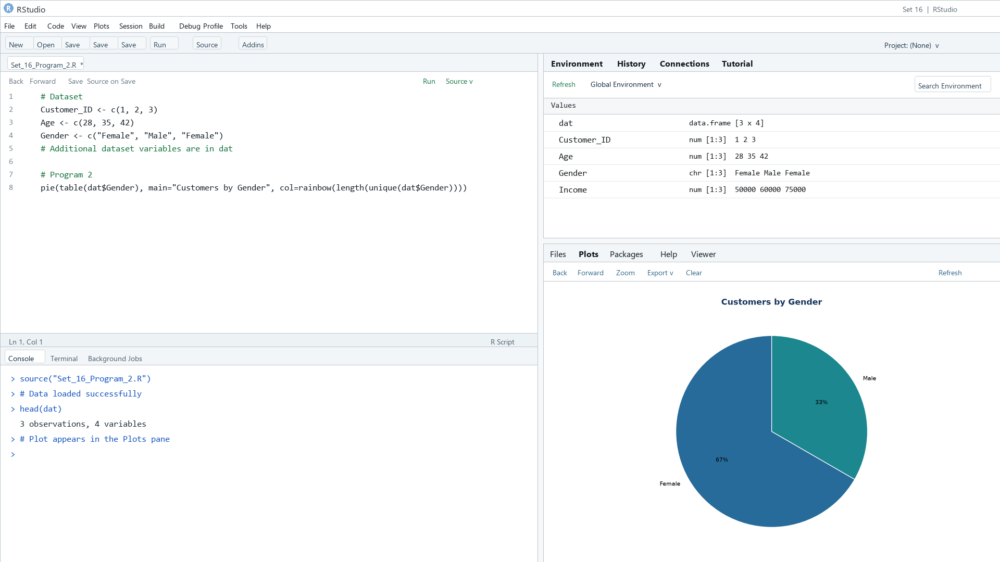 R RStudio
Set 16 | RStudio
File Edit Code View Plots Session Build Debug Profile Tools Help
New Open Save Save Save Run Source Addins
Project: (None) v
Set_16_Program_2.R *
Back Forward Save Source on Save Run Source v
1 # Dataset
2 Customer_ID <- c(1, 2, 3)
3 Age <- c(28, 35, 42)
4 Gender <- c("Female", "Male", "Female")
5 # Additional dataset variables are in dat
6
7 # Program 2
8 pie(table(dat$Gender), main="Customers by Gender", col=rainbow(length(unique(dat$Gender))))
Ln 1, Col 1 R Script
Console Terminal Background Jobs
> source("Set_16_Program_2.R")
> # Data loaded successfully
> head(dat)
3 observations, 4 variables
> # Plot appears in the Plots pane
>
Environment History Connections Tutorial
Refresh Global Environment v Search Environment
Values
dat data.frame [3 x 4]
Customer_ID num [1:3] 1 2 3
Age num [1:3] 28 35 42
Gender chr [1:3] Female Male Female
Income num [1:3] 50000 60000 75000
Files Plots Packages Help Viewer
Back Forward Zoom Export v Clear Refresh
Customers by Gender
Male
33%
67%
Female